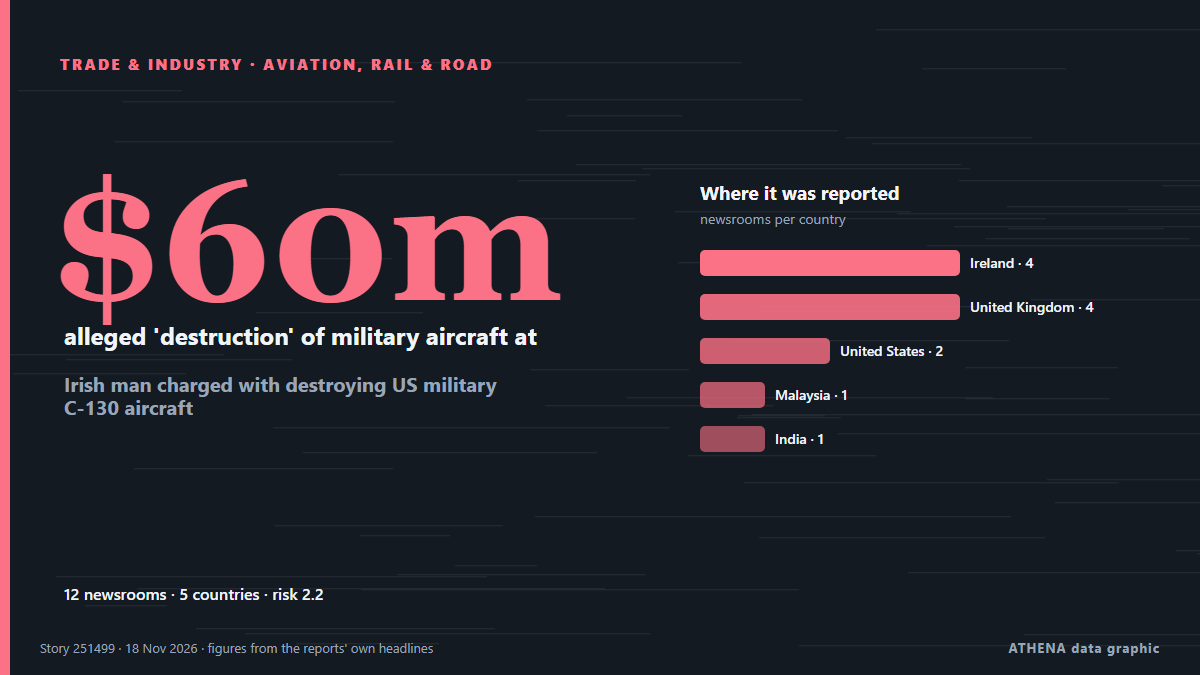 TRADE & INDUSTRY · AVIATION, RAIL & ROAD
$60m
alleged 'destruction' of military aircraft at
Irish man charged with destroying US military
C-130 aircraft
Where it was reported
newsrooms per country
Ireland · 4
United Kingdom · 4
United States · 2
Malaysia · 1
India · 1
12 newsrooms · 5 countries · risk 2.2
Story 251499 · 18 Nov 2026 · figures from the reports' own headlines
ATHENA data graphic